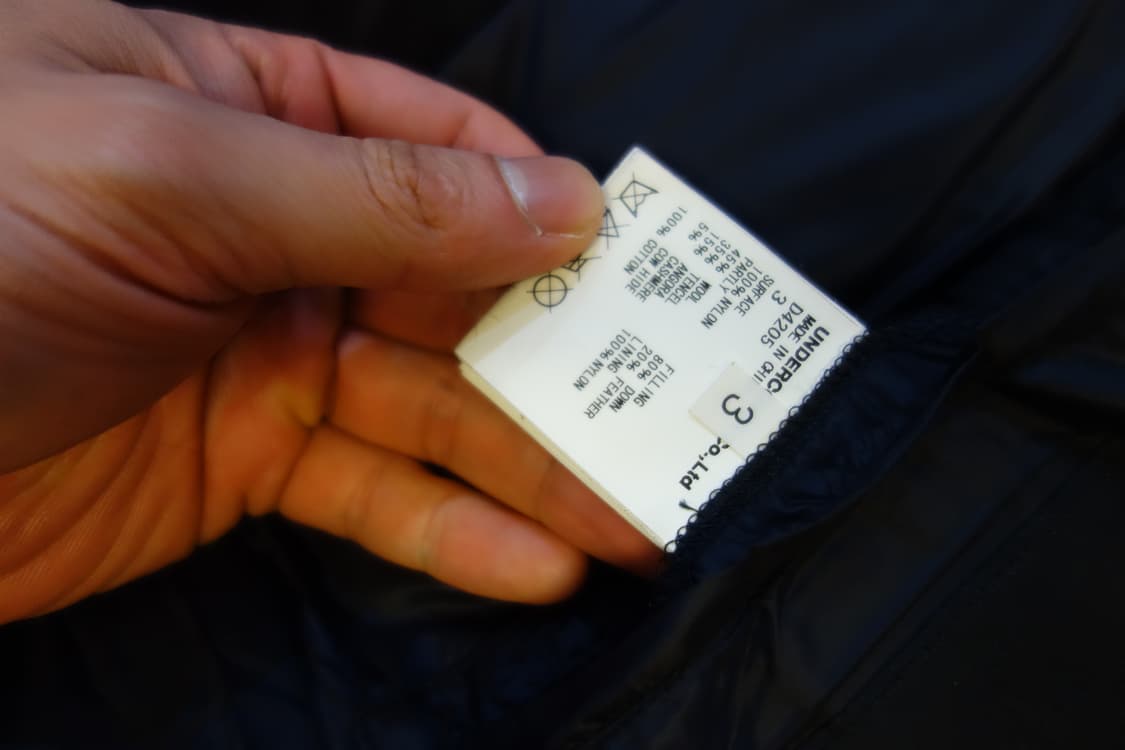 UNDERC
Co.,Ltd
MADE IN CHI
3
D4205
3
SURFACE
100% NYLON
PARTLY
45% WOOL
35% TENCEL
15% ANGORA
5% CASHMERE
COW HIDE
100% COTTON
FILLING
80% DOWN
20% FEATHER
LINING
100% NYLON